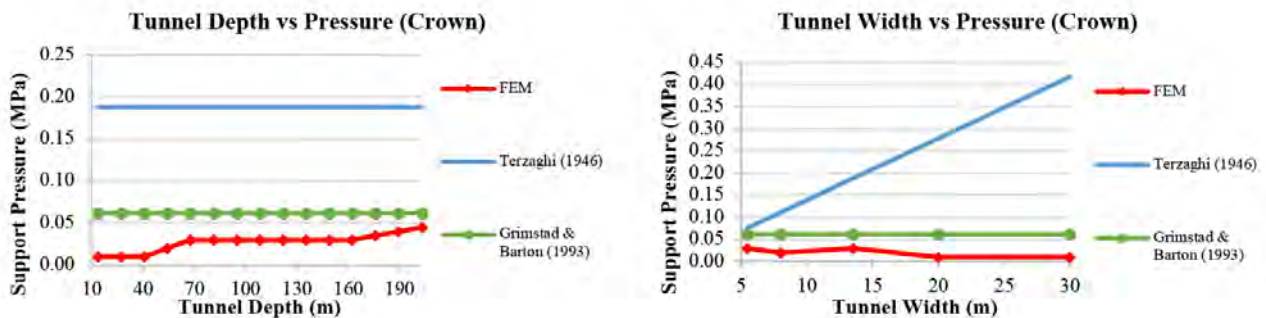 Tunnel Depth vs Pressure (Crown)
Support Pressure (MPa)
0.25
0.20
0.15
0.10
0.05
0.00
10 40 70 100 130 160 190
Tunnel Depth (m)
FEM
Terzaghi (1946)
Grimstad &
Barton (1993)
Tunnel Width vs Pressure (Crown)
Support Pressure (MPa)
0.45
0.40
0.35
0.30
0.25
0.20
0.15
0.10
0.05
0.00
5 10 15 20 25 30
Tunnel Width (m)
FEM
Terzaghi (1946)
Grimstad &
Barton (1993)